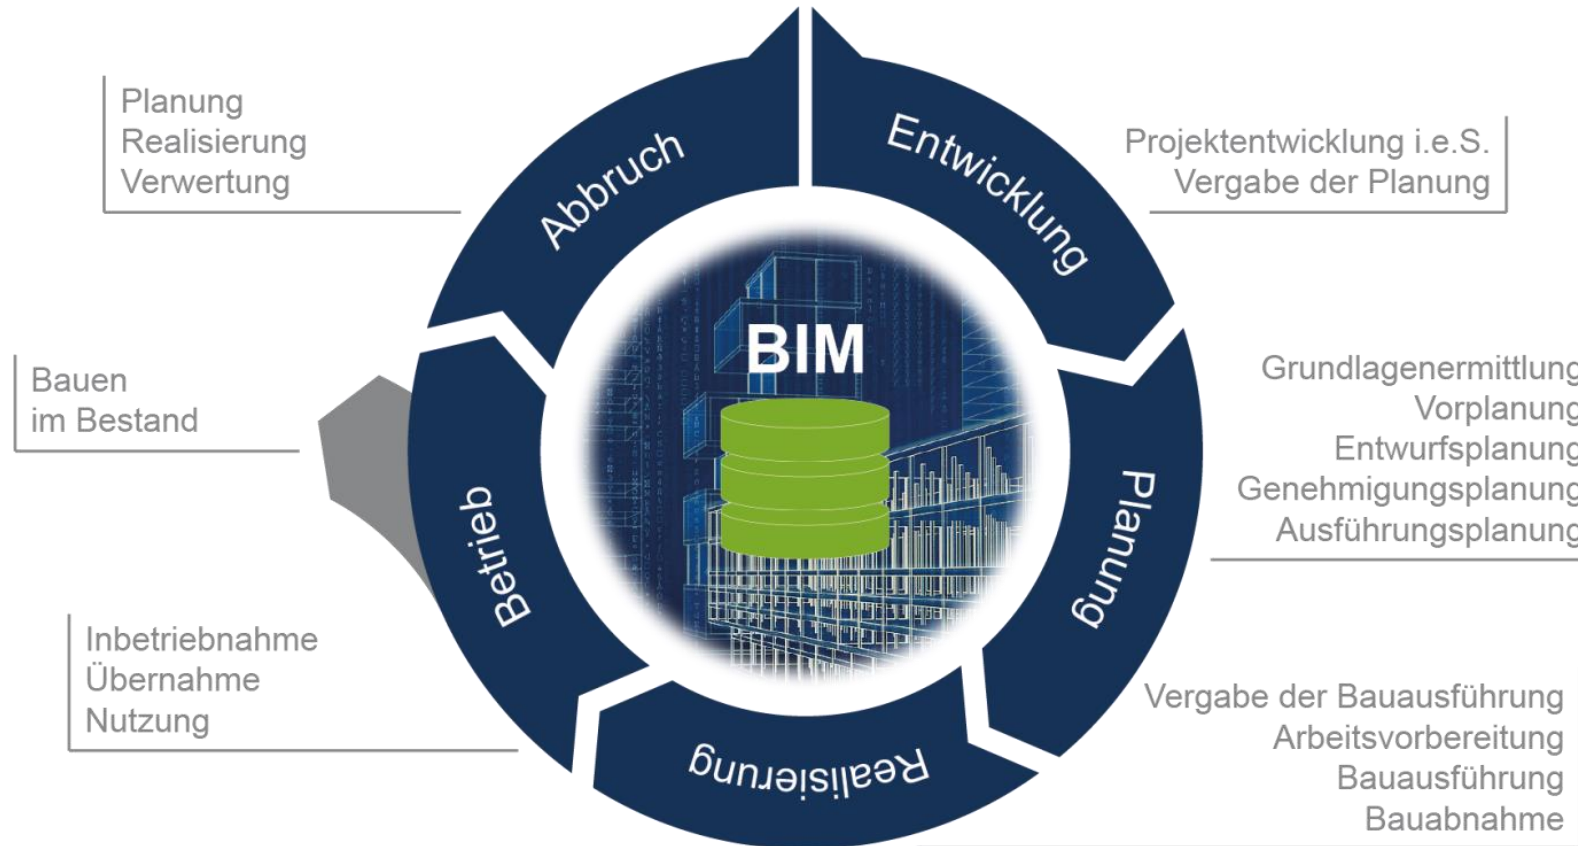 Entwicklung
Projektentwicklung i.e.S.
Vergabe der Planung
Planung
Grundlagenermittlung
Vorplanung
Entwurfsplanung
Genehmigungsplanung
Ausführungsplanung
Realisierung
Vergabe der Bauausführung
Arbeitsvorbereitung
Bauausführung
Bauabnahme
Betrieb
Inbetriebnahme
Übernahme
Nutzung
Bauen
im Bestand
Abbruch
Planung
Realisierung
Verwertung
BIM